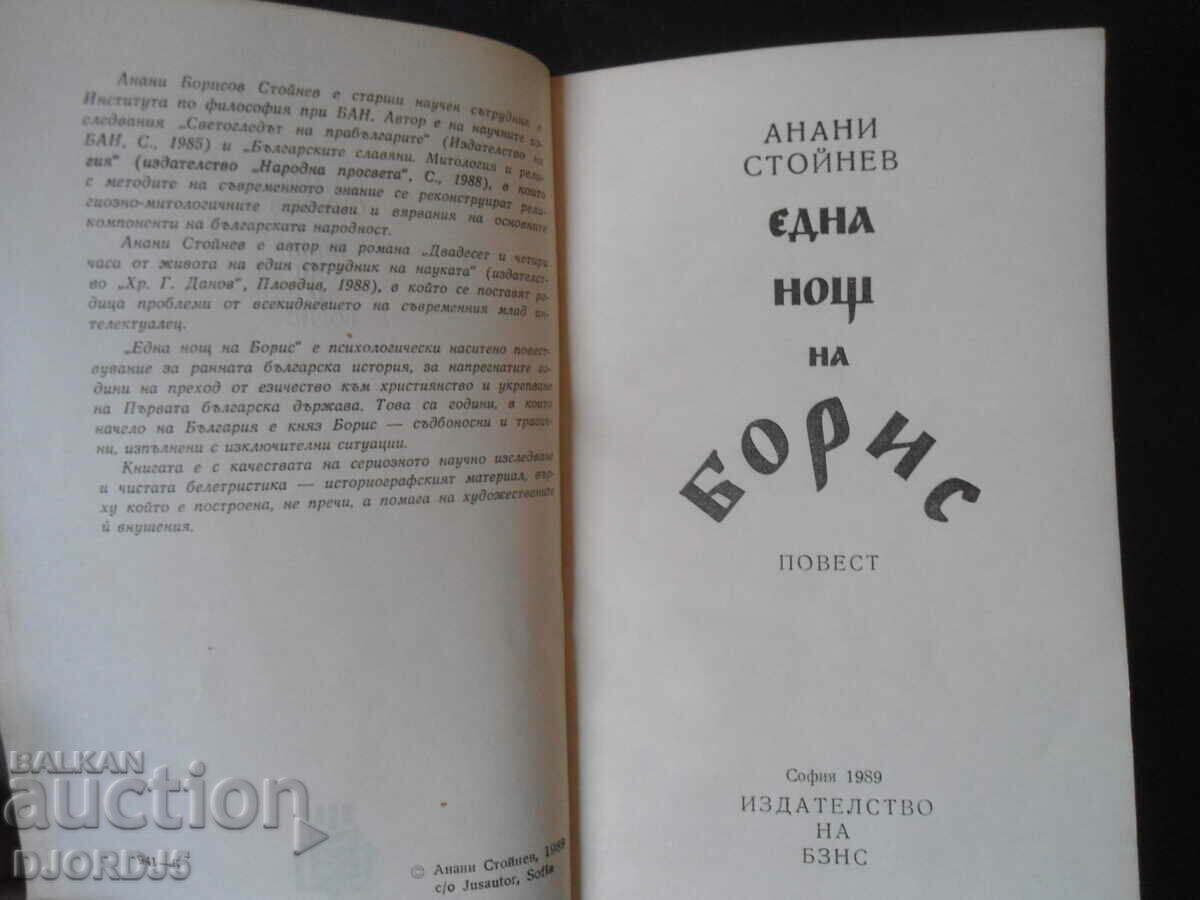 Анани Борисов Стойнев е старши научен сътрудник в
Института по философия при БАН. Автор е на научните из-
следвания „Светогледът на прабългарите“ (Издателство на
БАН, С., 1985) и „Българските славяни. Митология и рели-
гия“ (издателство „Народна просвета“, С., 1988), в които
с методите на съвременното знание се реконструират рели-
гиозно-митологичните представи и вярвания на основните
компоненти на българската народност.
Анани Стойнев е автор на романа „Двадесет и четири
часа от живота на един сътрудник на науката“ (издателст-
во „Хр. Г. Данов“, Пловдив, 1988), в който се поставят ре-
дица проблеми от всекидневието на съвременния млад ин-
телектуалец.
„Една нощ на Борис“ е психологически наситено повест-
вувание за ранната българска история, за напрегнатите го-
дини на преход от езичество към християнство и укрепване
на Първата българска държава. Това са години, в които
начело на България е княз Борис — съдбоносни и трагич-
ни, изпълнени с изключителни ситуации.
Книгата е с качествата на сериозното научно изследване
и чистата белетристика — историографският материал, вър-
ху който е построена, не пречи, а помага на художествените
ѝ внушения.
© Анани Стойнев, 1989
c/o Jusautor, Sofia
АНАНИ
СТОЙНЕВ
ЕДНА
НОЩ
НА
БОРИС
ПОВЕСТ
София 1989
ИЗДАТЕЛСТВО
НА
БЗНС
BALKAN
auction
DJORDJ5